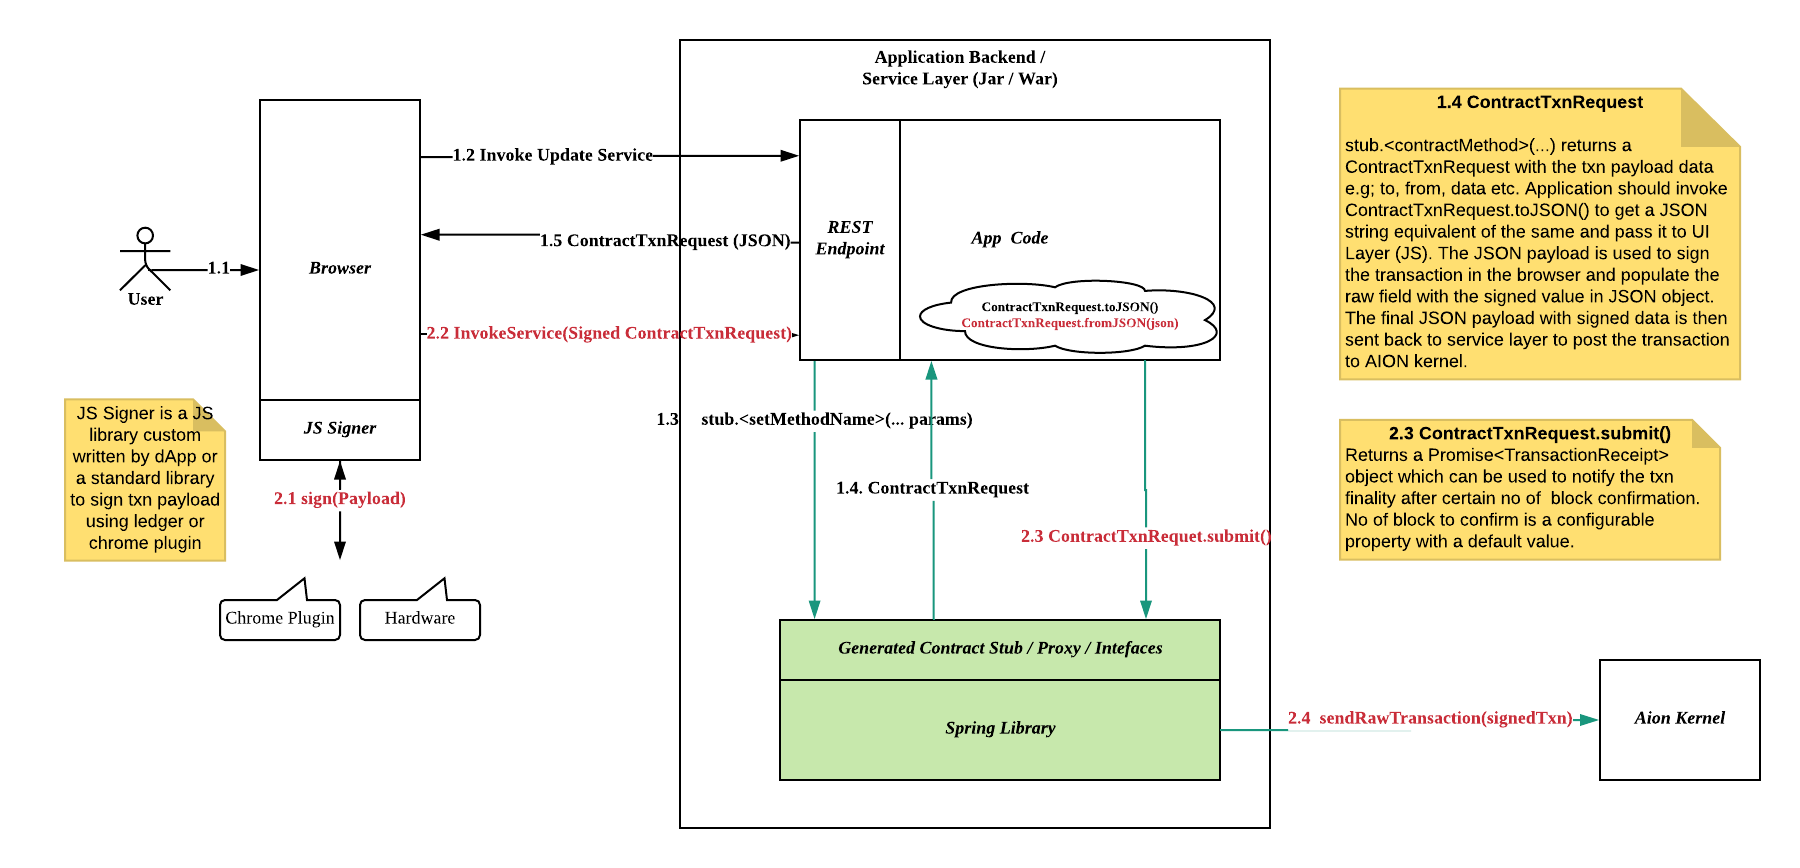 Application Backend /
Service Layer (Jar / War)
1.2 Invoke Update Service
1.5 ContractTxnRequest (JSON)
REST
Endpoint
App  Code
1.1
User
Browser
ContractTxnRequest.toJSON()
ContractTxnRequest.fromJSON(json)
2.2 InvokeService(Signed ContractTxnRequest)
JS Signer is a JS
library custom
written by dApp or
a standard library
to sign txn payload
using ledger or
chrome plugin
JS Signer
2.1 sign(Payload)
Chrome Plugin
Hardware
1.3     stub.<setMethodName>(... params)
1.4. ContractTxnRequest
2.3 ContractTxnRequet.submit()
Generated Contract Stub / Proxy / Intefaces
Spring Library
2.4  sendRawTransaction(signedTxn)
Aion Kernel
1.4 ContractTxnRequest
stub.<contractMethod>(...) returns a
ContractTxnRequest with the txn payload data
e.g; to, from, data etc. Application should invoke
ContractTxnRequest.toJSON() to get a JSON
string equivalent of the same and pass it to UI
Layer (JS). The JSON payload is used to sign
the transaction in the browser and populate the
raw field with the signed value in JSON object.
The final JSON payload with signed data is then
sent back to service layer to post the transaction
to AION kernel.
2.3 ContractTxnRequest.submit()
Returns a Promise<TransactionReceipt>
object which can be used to notify the txn
finality after certain no of  block confirmation.
No of block to confirm is a configurable
property with a default value.